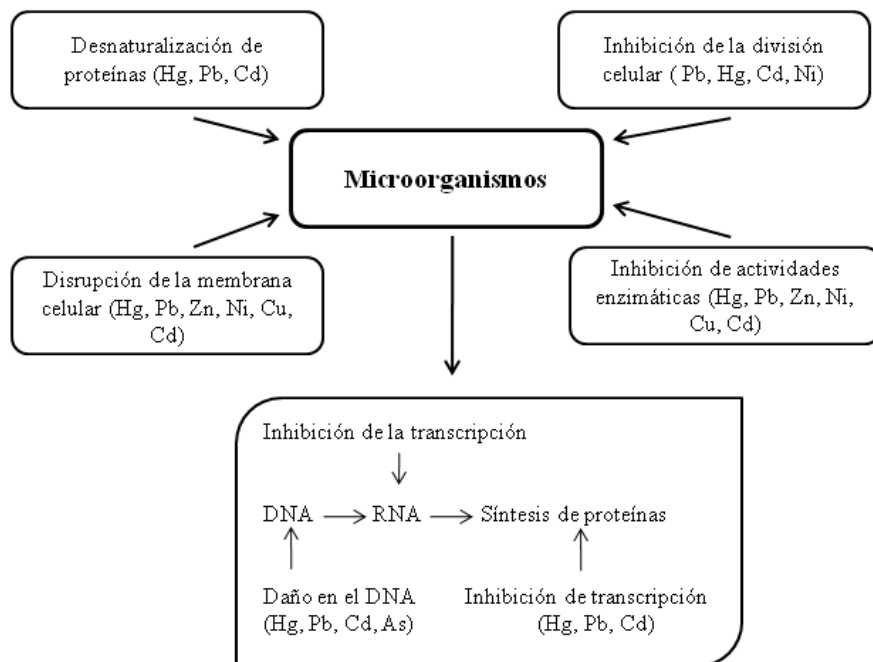 Desnaturalización de
proteínas (Hg, Pb, Cd)
Inhibición de la división
celular ( Pb, Hg, Cd, Ni)
Microorganismos
Disrupción de la membrana
celular (Hg, Pb, Zn, Ni, Cu,
Cd)
Inhibición de actividades
enzimáticas (Hg, Pb, Zn, Ni,
Cu, Cd)
Inhibición de la transcripción
DNA
RNA
Síntesis de proteínas
Daño en el DNA
(Hg, Pb, Cd, As)
Inhibición de transcripción
(Hg, Pb, Cd)